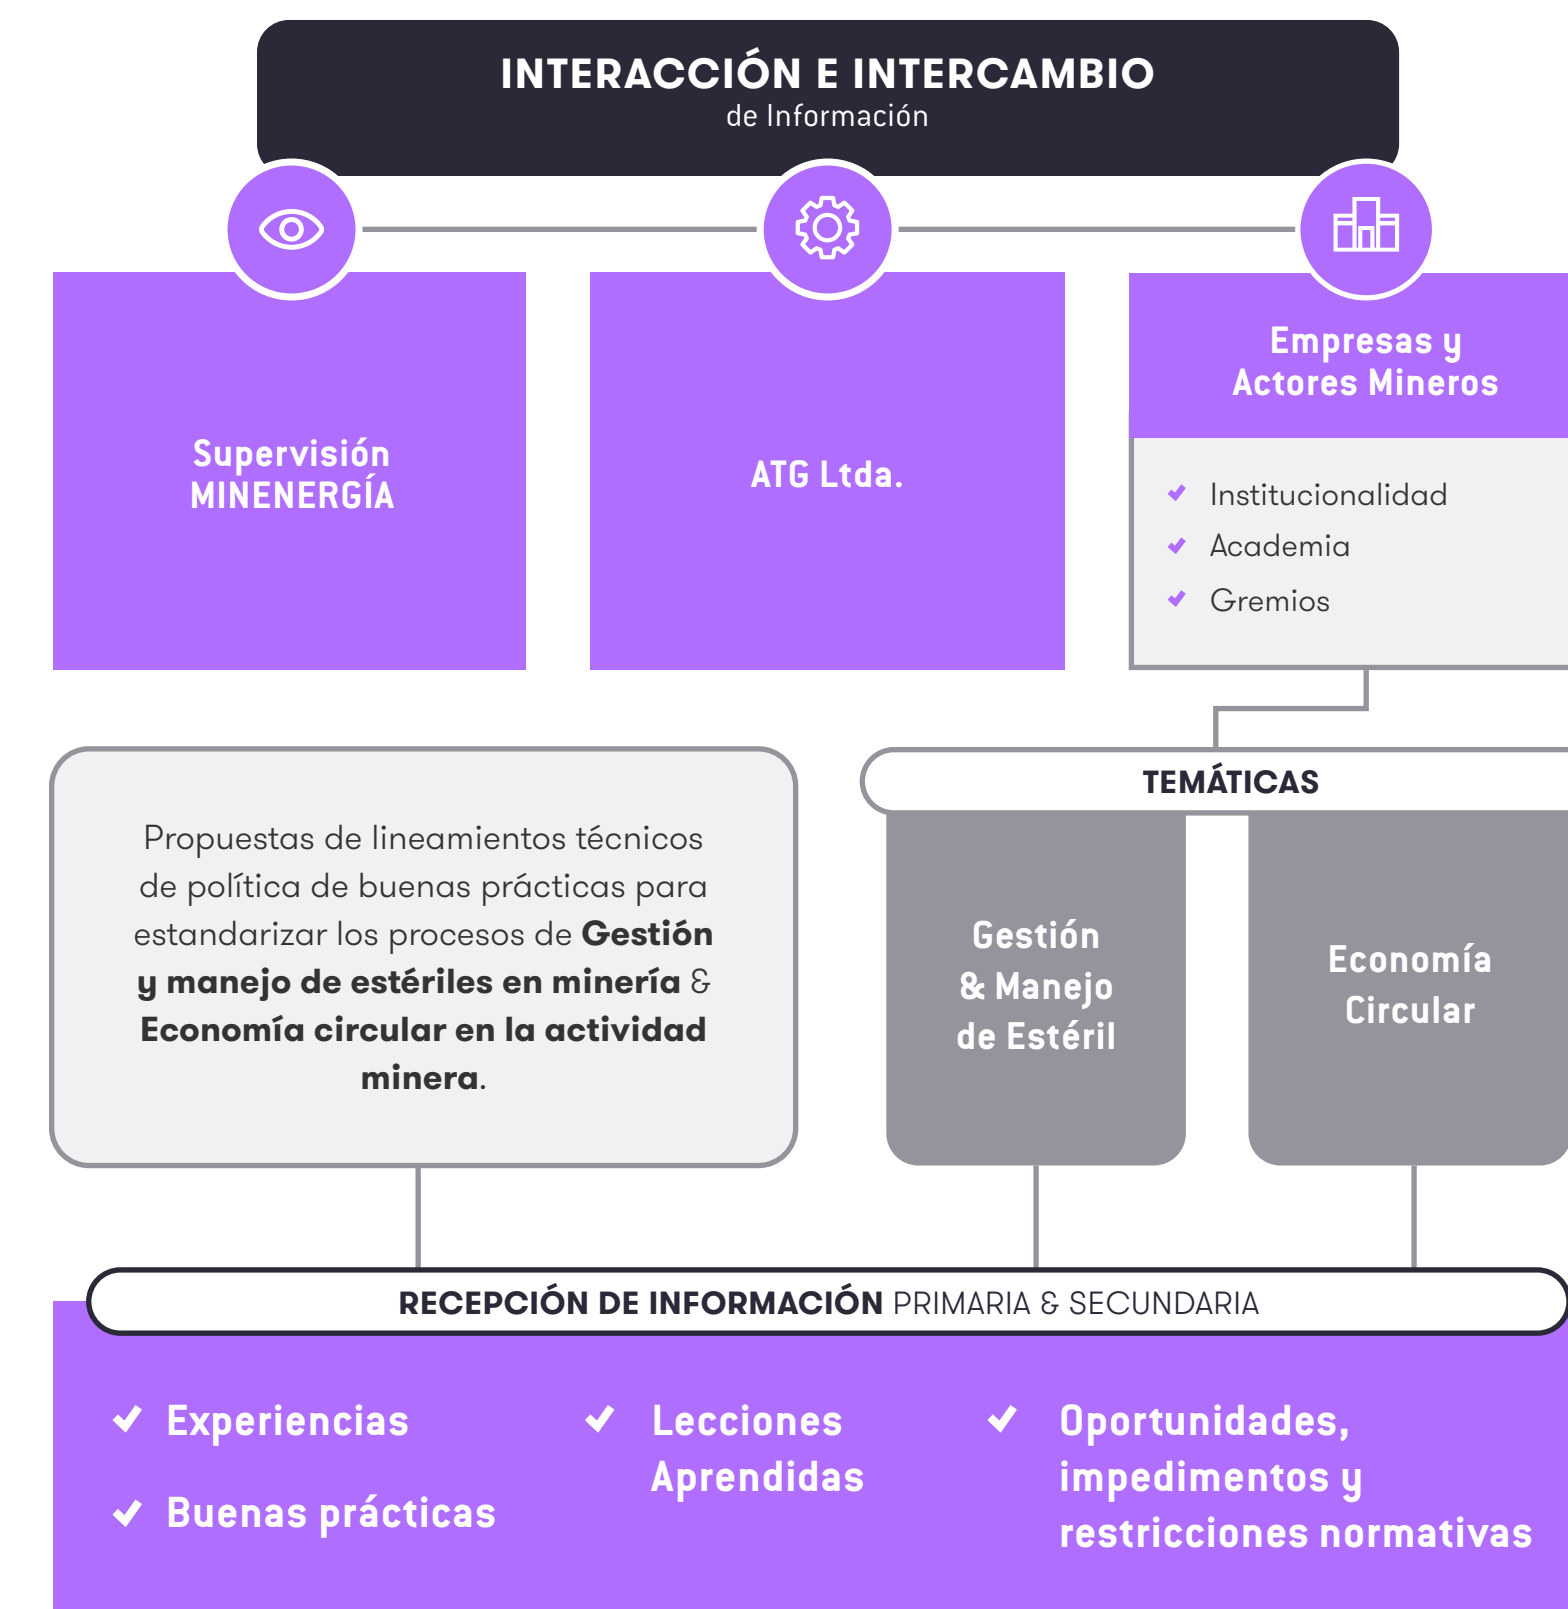 INTERACCIÓN E INTERCAMBIO
de Información
Supervisión
MINENERGÍA
ATG Ltda.
Empresas y
Actores Mineros
Institucionalidad
Academia
Gremios
Propuestas de lineamientos técnicos
de política de buenas prácticas para
estandarizar los procesos de Gestión
y manejo de estériles en minería &
Economía circular en la actividad
minera.
TEMÁTICAS
Gestión
& Manejo
de Estéril
Economía
Circular
RECEPCIÓN DE INFORMACIÓN PRIMARIA & SECUNDARIA
Experiencias
Buenas prácticas
Lecciones
Aprendidas
Oportunidades,
impedimentos y
restricciones normativas